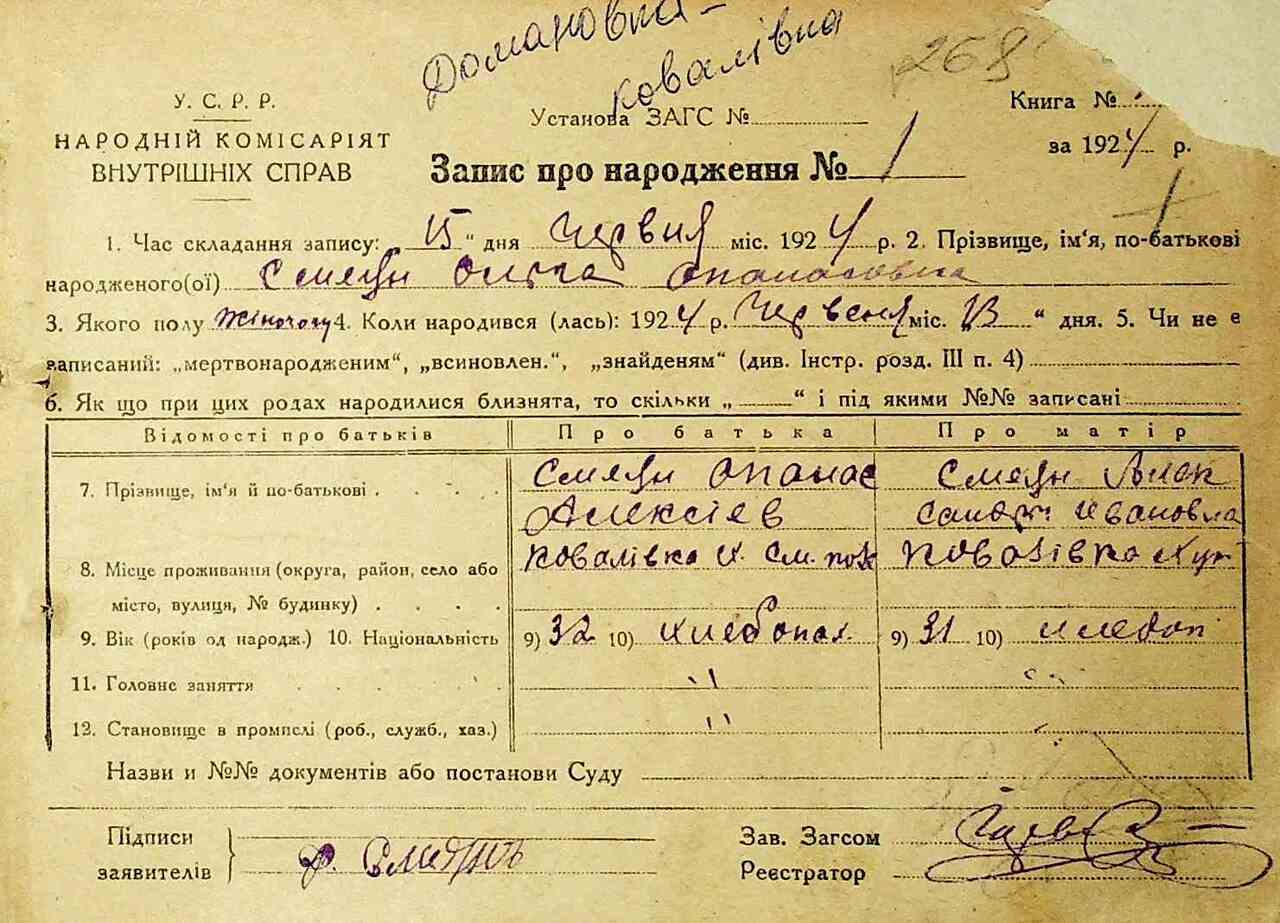 Домановка -
Ковалівка
268
У. С. Р. Р.
НАРОДНІЙ КОМІСАРІЯТ
ВНУТРІШНІХ СПРАВ
Установа ЗАГС №
Книга №
за 1924 р.
Запис про народження № 1
1. Час складання запису: „ 15 “ дня Червня міс. 1924 р. 2. Прізвище, ім‘я, по-батькові
народженого(ої) Ольга Опанасовна
3. Якого полу Жіночого 4. Коли народився (лась): 1924 р. Червеня міс. „13 “ дня. 5. Чи не є
записаний: „мертвонародженим“, „всиновлен.“, „знайденям“ (див. Інстр. розд. III п. 4)
6. Як що при цих родах народилися близнята, то скільки „ “ і під якими №№ записані
Відомості про батьків Про батька Про матір
7. Прізвище, ім‘я й по-батькові . . . . Опанас
Алексіев Ивановна
8. Місце проживання (округа, район, село або Ковалівка Х. Ковалівка Хут
місто, вулиця, № будинку) . . . .
9. Вік (років од народж.) 10. Національність 9) 32 10) 9) 31 10)
11. Головне заняття . . . . " "
12. Становище в промислі (роб., служб., хаз.) " "
Назви и №№ документів або постанови Суду
Підписи
заявителів
Зав. Загсом
Реєстратор